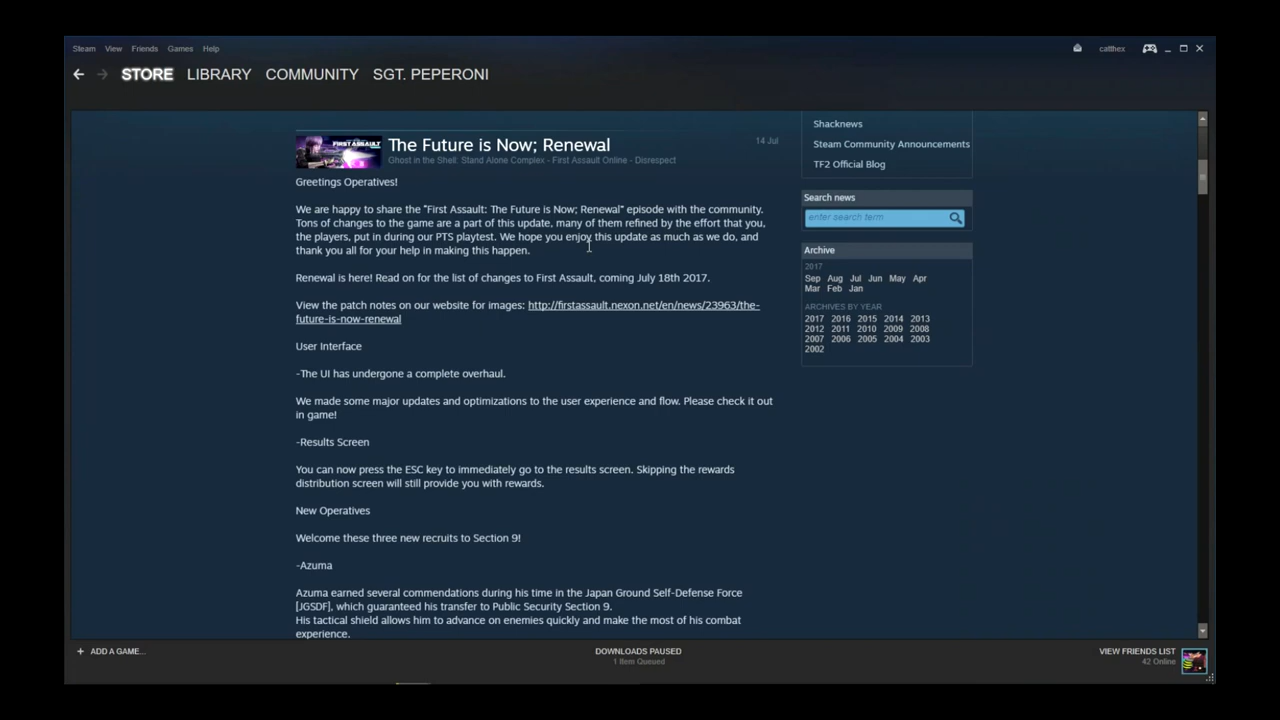 Steam View Friends Games Help
catthex
STORE LIBRARY COMMUNITY SGT. PEPERONI
FIRST ASSAULT
The Future is Now; Renewal
14 Jul
Ghost in the Shell: Stand Alone Complex - First Assault Online - Disrespect
Greetings Operatives!
We are happy to share the "First Assault: The Future is Now; Renewal" episode with the community.
Tons of changes to the game are a part of this update, many of them refined by the effort that you,
the players, put in during our PTS playtest. We hope you enjoy this update as much as we do, and
thank you all for your help in making this happen.
Renewal is here! Read on for the list of changes to First Assault, coming July 18th 2017.
View the patch notes on our website for images: http://firstassault.nexon.net/en/news/23963/the-
future-is-now-renewal
User Interface
-The UI has undergone a complete overhaul.
We made some major updates and optimizations to the user experience and flow. Please check it out
in game!
-Results Screen
You can now press the ESC key to immediately go to the results screen. Skipping the rewards
distribution screen will still provide you with rewards.
New Operatives
Welcome these three new recruits to Section 9!
-Azuma
Azuma earned several commendations during his time in the Japan Ground Self-Defense Force
[JGSDF], which guaranteed his transfer to Public Security Section 9.
His tactical shield allows him to advance on enemies quickly and make the most of his combat
experience.
Shacknews
Steam Community Announcements
TF2 Official Blog
Search news
enter search term
Archive
2017
Sep Aug Jul Jun May Apr
Mar Feb Jan
ARCHIVES BY YEAR
2017 2016 2015 2014 2013
2012 2011 2010 2009 2008
2007 2006 2005 2004 2003
2002
+ ADD A GAME...
DOWNLOADS PAUSED
1 Item Queued
VIEW FRIENDS LIST
42 Online